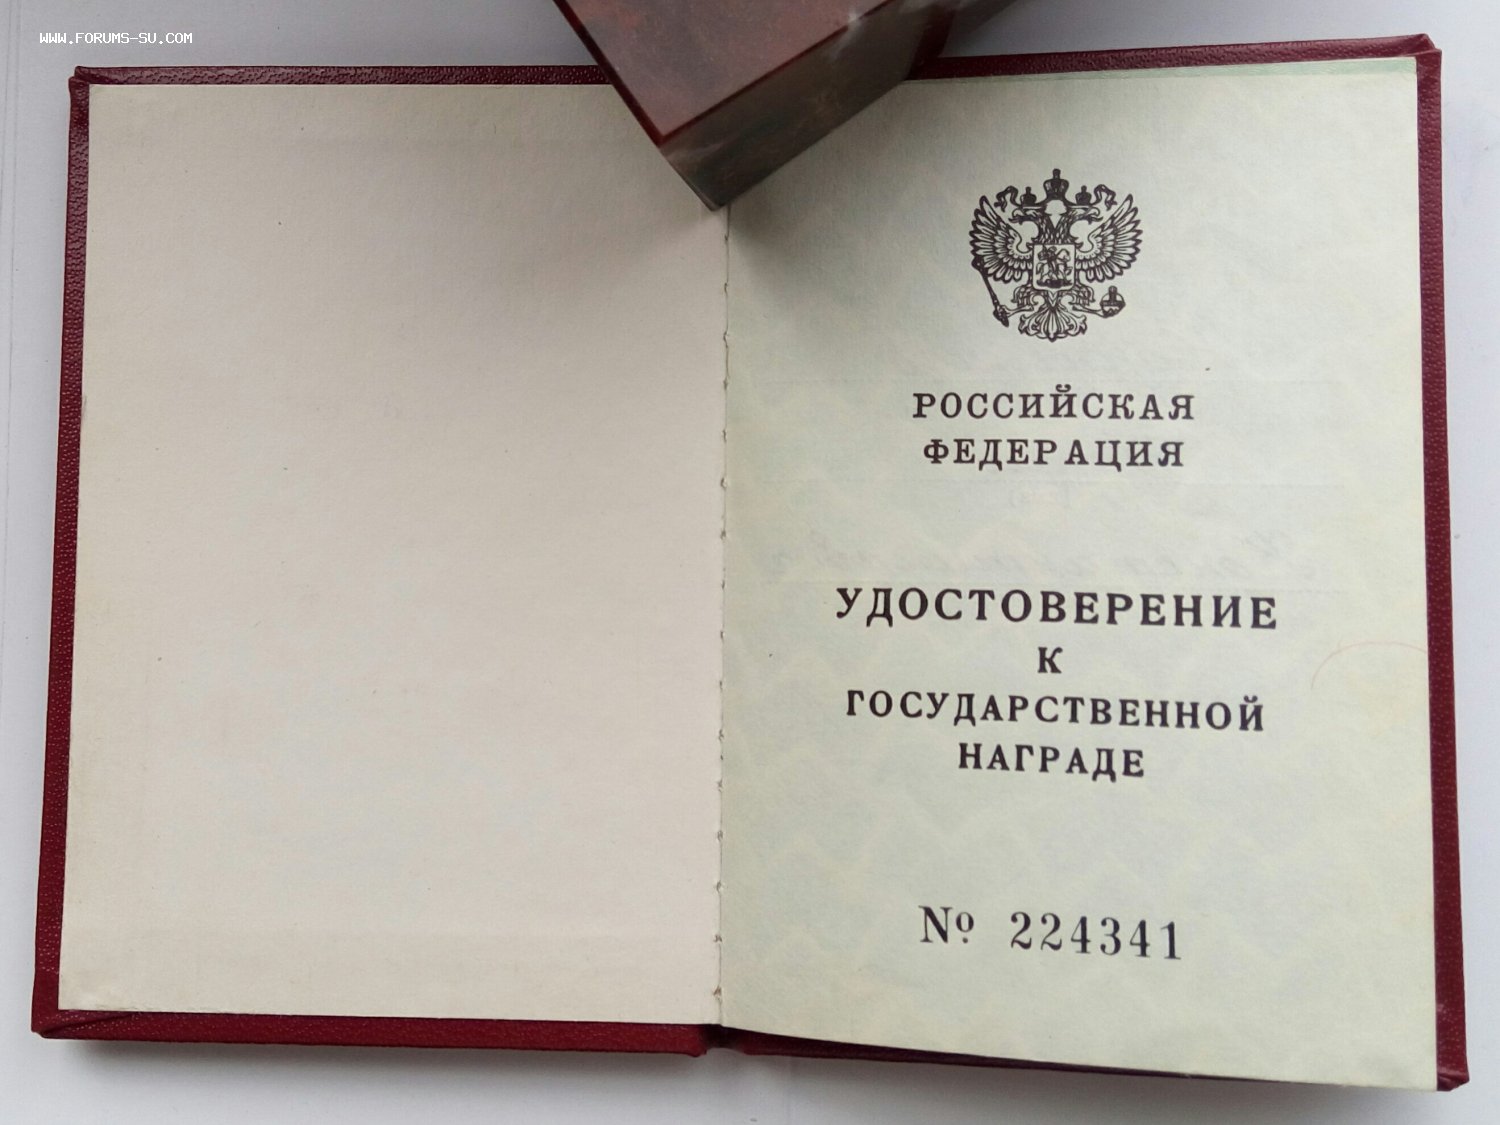 WWW.FORUMS-SU.COM
РОССИЙСКАЯ
ФЕДЕРАЦИЯ
УДОСТОВЕРЕНИЕ
К
ГОСУДАРСТВЕННОЙ
НАГРАДЕ
№ 224341